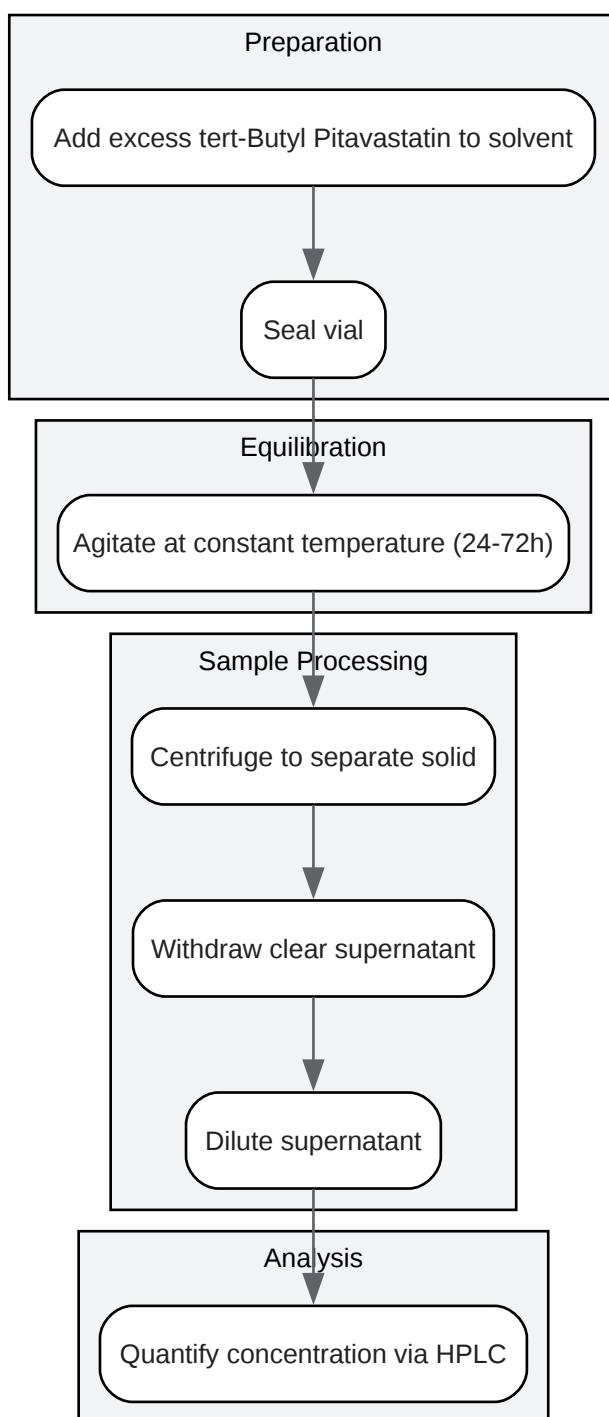 Preparation
Add excess tert-Butyl Pitavastatin to solvent
Seal vial
Equilibration
Agitate at constant temperature (24-72h)
Sample Processing
Centrifuge to separate solid
Withdraw clear supernatant
Dilute supernatant
Analysis
Quantify concentration via HPLC